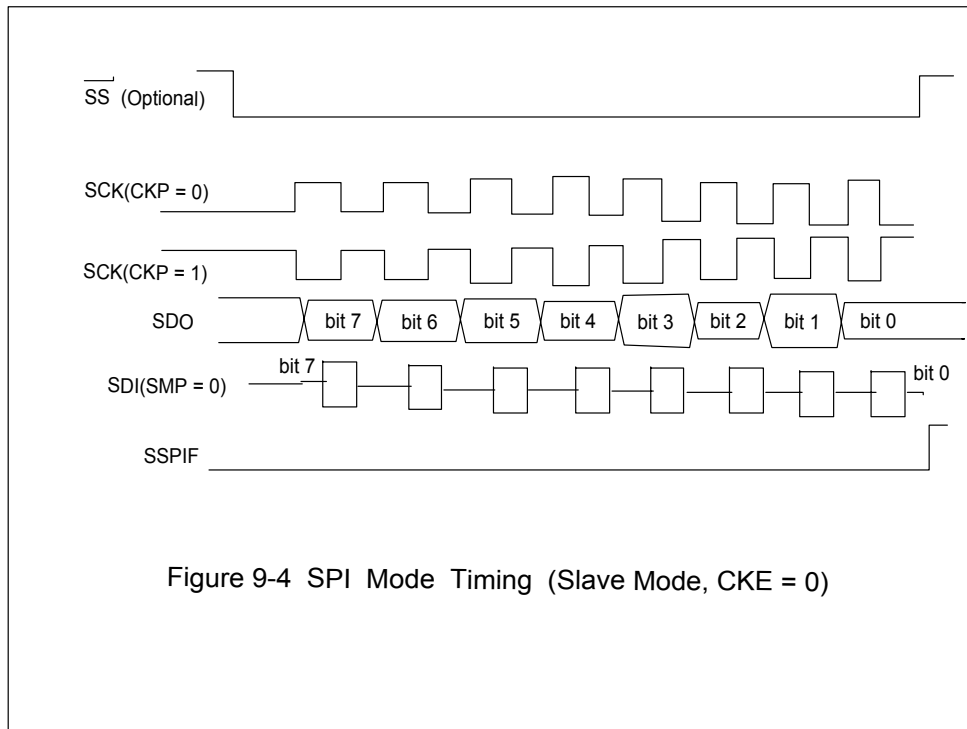 SS (Optional)
SCK(CKP = 0)
SCK(CKP = 1)
SDO bit 7 bit 6 bit 5 bit 4 bit 3 bit 2 bit 1 bit 0
bit 7 bit 0
SDI(SMP = 0)
SSPIF
Figure 9-4 SPI Mode Timing (Slave Mode, CKE = 0)